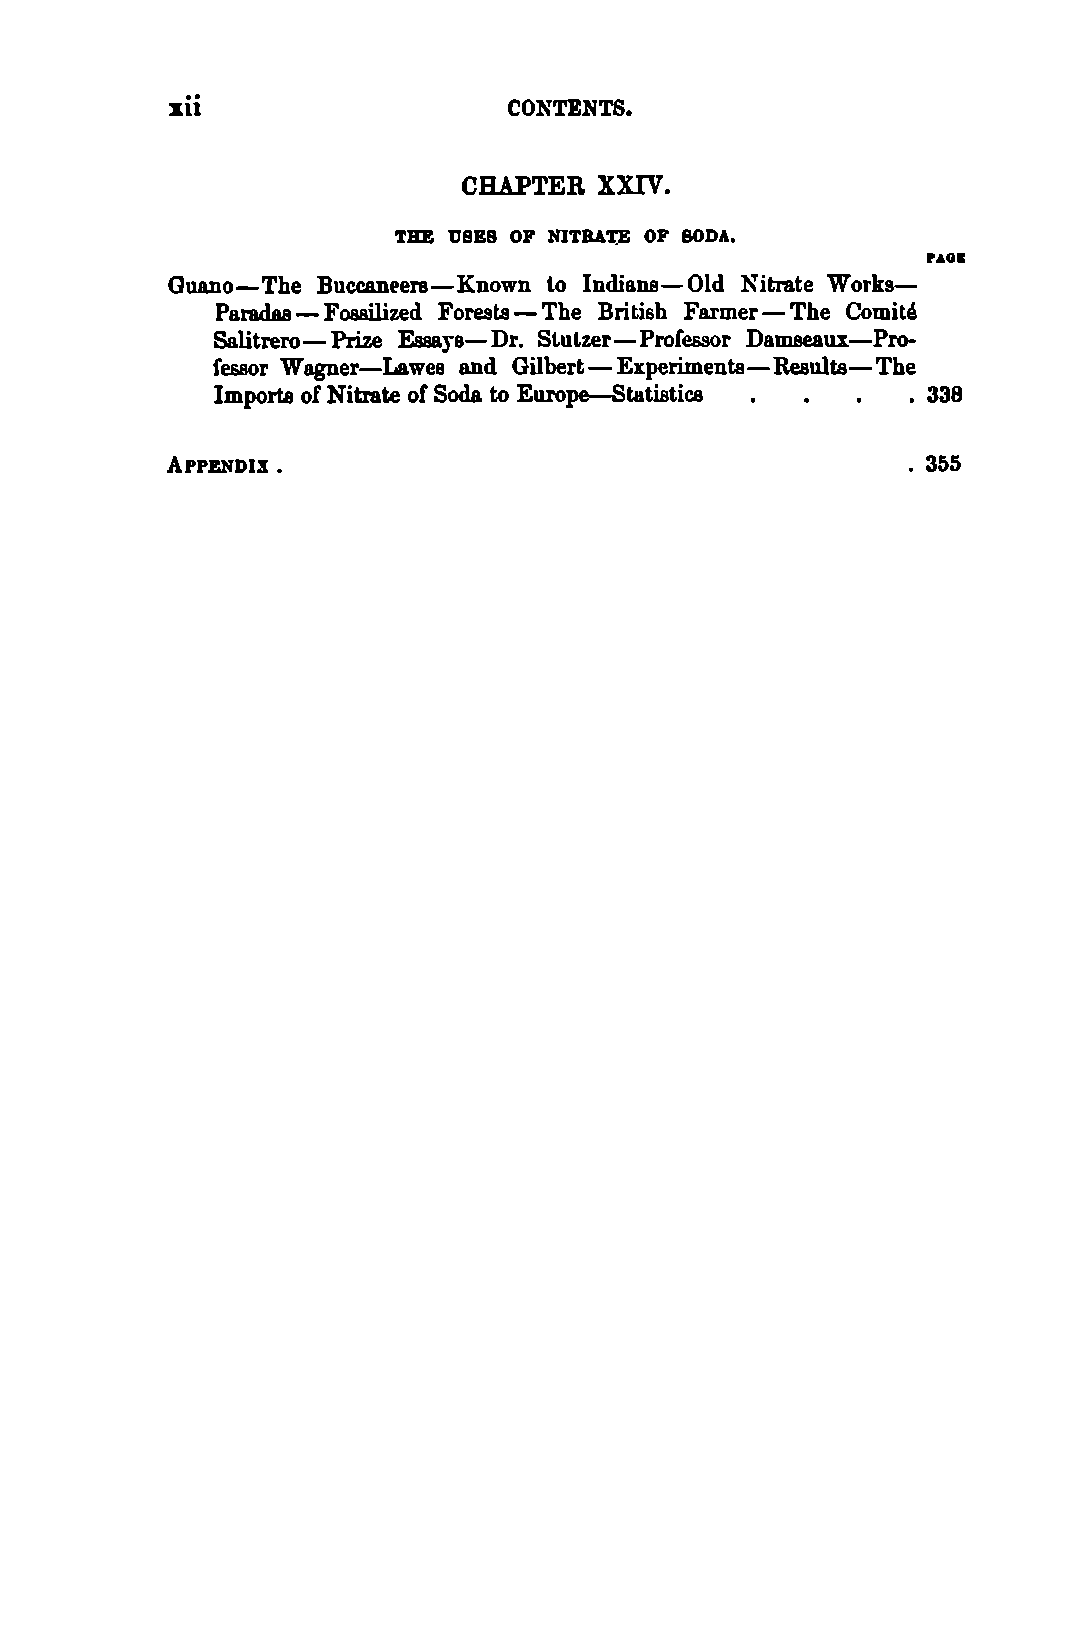 xii CONTENTS.
CHAPTER XXIV.
THE USES OF NITRATE OF SODA.
PAGE
Guano—The Buccaneers—Known to Indians—Old Nitrate Works—
Paradas—Fossilized Forests—The British Farmer—The Comité
Salitrero—Prize Essays—Dr. Stutzer—Professor Damseaux—Pro-
fessor Wagner—Lawes and Gilbert—Experiments—Results—The
Imports of Nitrate of Soda to Europe—Statistics . . . . 338
APPENDIX . . 355